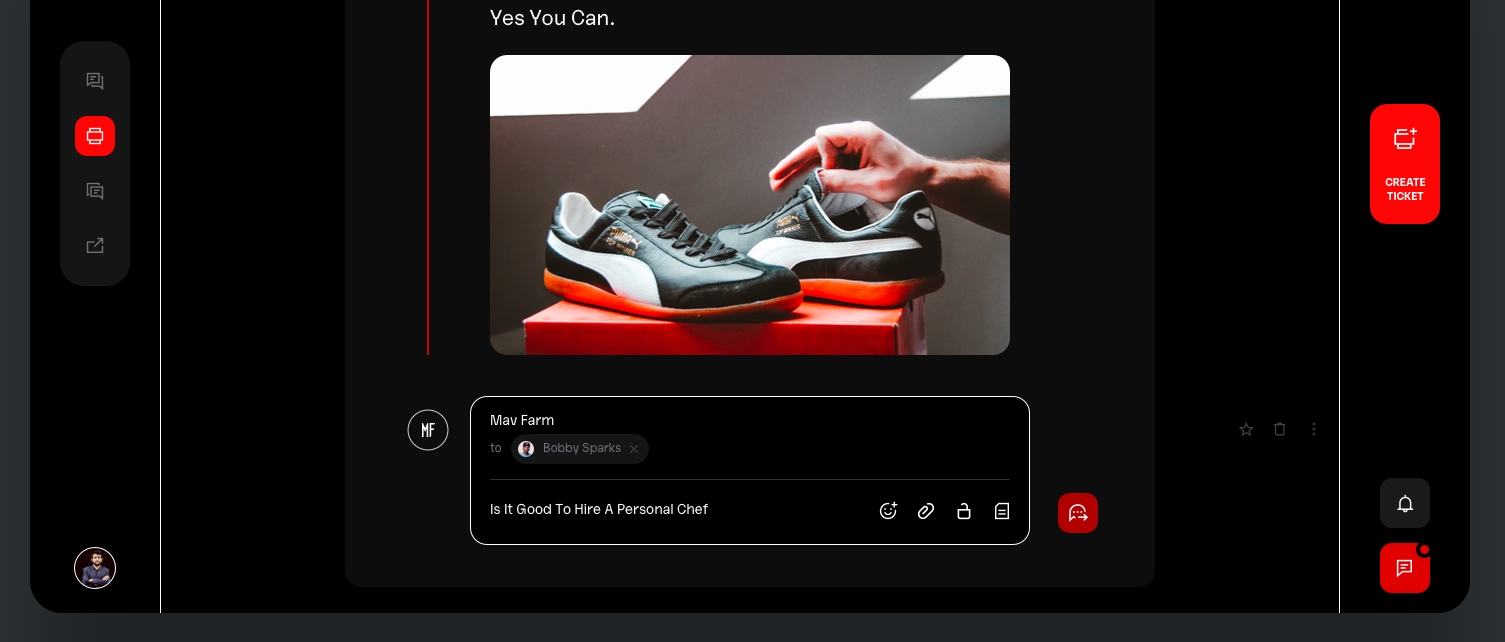 Yes You Can.
PUMA
CREATE
TICKET
MF
Mav Farm
to Bobby Sparks
Is It Good To Hire A Personal Chef